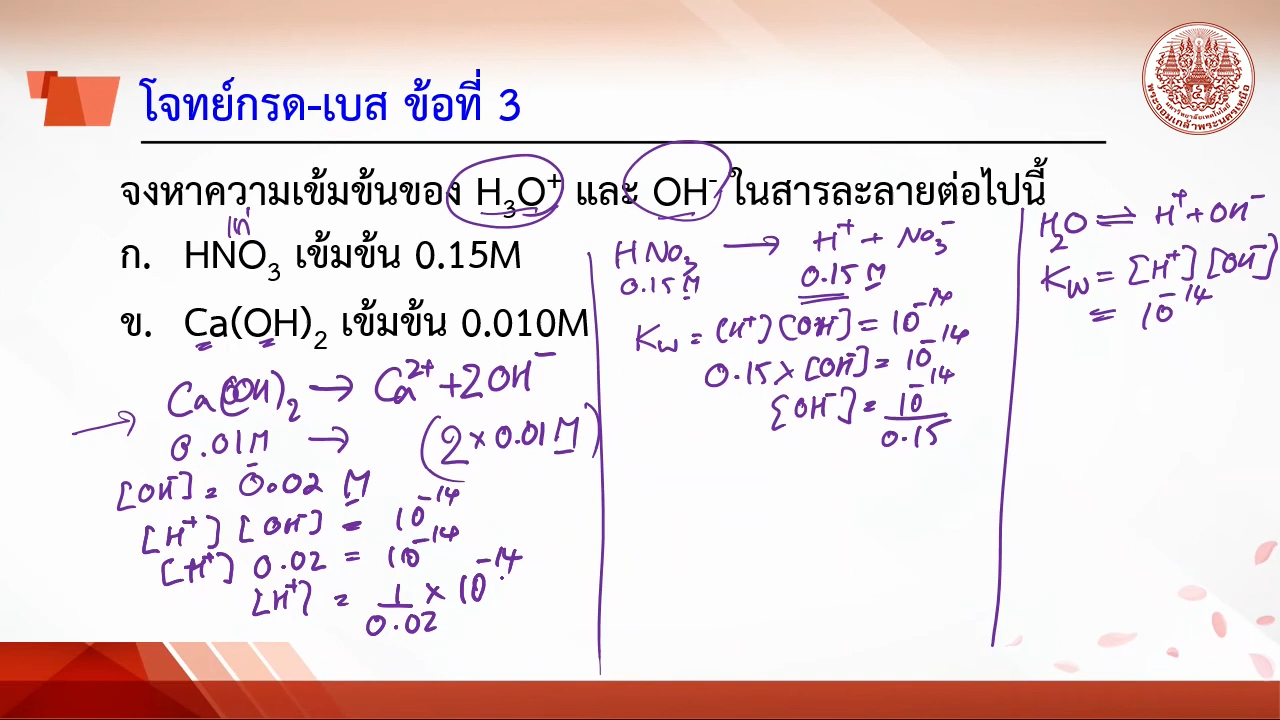 โจทย์กรด-เบส ข้อที่ 3
จงหาความเข้มข้นของ H₃O⁺ และ OH⁻ ในสารละลายต่อไปนี้
แก่
ก. HNO₃ เข้มข้น 0.15M
ข. Ca(OH)₂ เข้มข้น 0.010M
Ca(OH)₂ → Ca²⁺ + 2OH⁻
→ 0.01M → (2 × 0.01 M)
[OH⁻] = 0.02 M
[H⁺] [OH⁻] = 10⁻¹⁴
[H⁺] 0.02 = 10⁻¹⁴
[H⁺] = 1/0.02 × 10⁻¹⁴
HNO₃ → H⁺ + NO₃⁻
0.15 M 0.15 M
Kw = [H⁺] [OH⁻] = 10⁻¹⁴
0.15 × [OH⁻] = 10⁻¹⁴
[OH⁻] = 10⁻¹⁴/0.15
H₂O ⇌ H⁺ + OH⁻
Kw = [H⁺] [OH⁻]
= 10⁻¹⁴